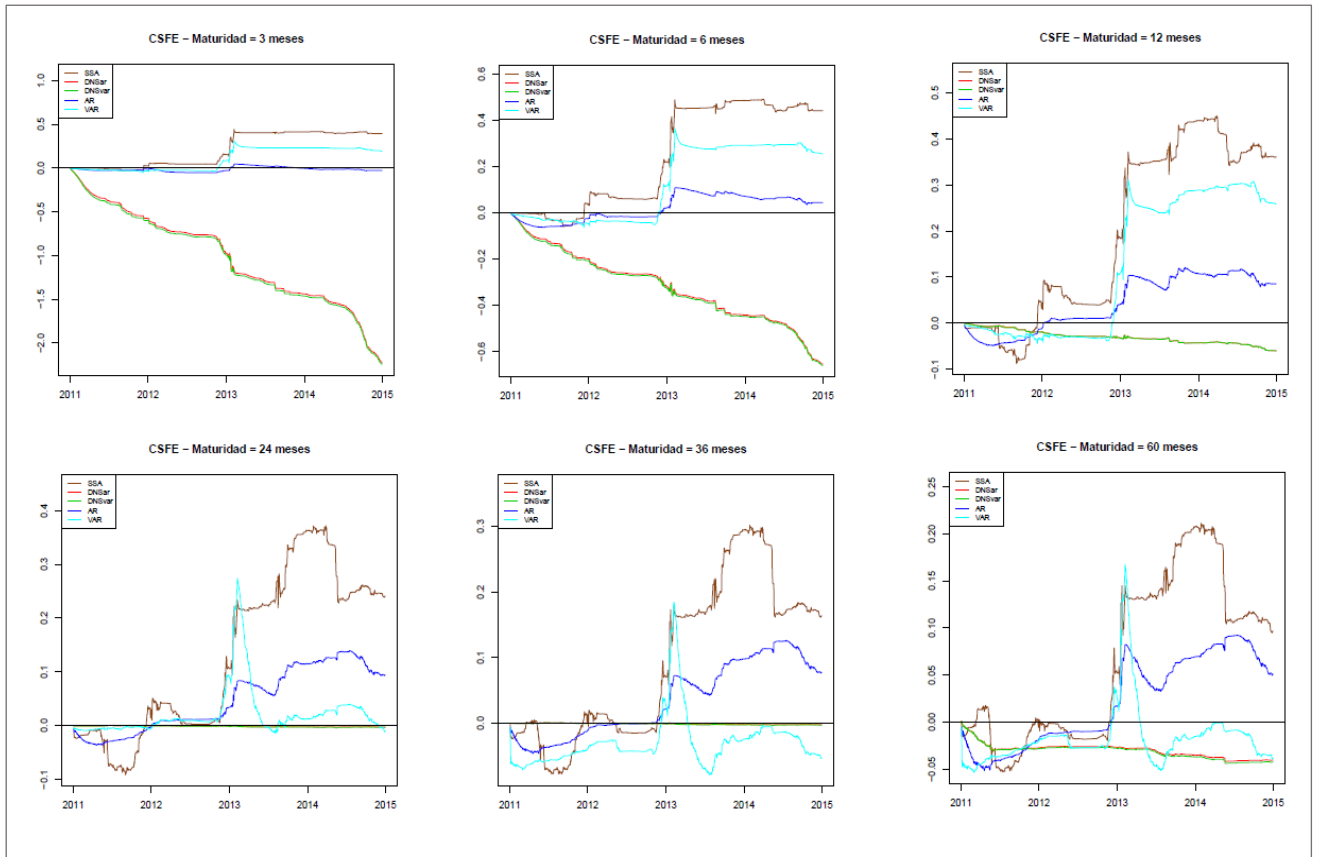 CSFE – Maturidad = 3 meses
SSA
DNSar
DNSvar
AR
VAR
1.0
0.5
0.0
−0.5
−1.0
−1.5
−2.0
2011 2012 2013 2014 2015
CSFE – Maturidad = 6 meses
SSA
DNSar
DNSvar
AR
VAR
0.6
0.4
0.2
0.0
−0.2
−0.4
−0.6
2011 2012 2013 2014 2015
CSFE – Maturidad = 12 meses
SSA
DNSar
DNSvar
AR
VAR
0.5
0.4
0.3
0.2
0.1
0.0
−0.1
2011 2012 2013 2014 2015
CSFE – Maturidad = 24 meses
SSA
DNSar
DNSvar
AR
VAR
0.4
0.3
0.2
0.1
0.0
−0.1
2011 2012 2013 2014 2015
CSFE – Maturidad = 36 meses
SSA
DNSar
DNSvar
AR
VAR
0.3
0.2
0.1
0.0
−0.1
2011 2012 2013 2014 2015
CSFE – Maturidad = 60 meses
SSA
DNSar
DNSvar
AR
VAR
0.25
0.20
0.15
0.10
0.05
0.00
−0.05
2011 2012 2013 2014 2015